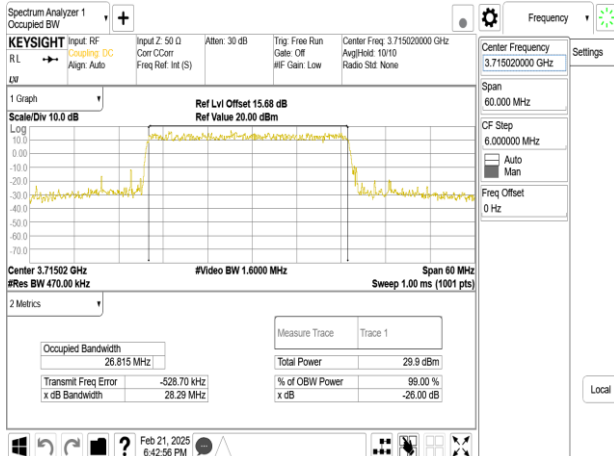 Spectrum Analyzer 1
Occupied BW
+
Frequency
KEYSIGHT
RL
LXI
Input: RF
Coupling: DC
Align: Auto
Input Z: 50 Ω
Corr CCorr
Freq Ref: Int (S)
Atten: 30 dB
Trig: Free Run
Gate: Off
#IF Gain: Low
Center Freq: 3.715020000 GHz
Avg|Hold: 10/10
Radio Std: None
Center Frequency
3.715020000 GHz
Settings
Span
60.000 MHz
CF Step
6.000000 MHz
Auto
Man
Freq Offset
0 Hz
Local
1 Graph
Scale/Div 10.0 dB
Ref Lvl Offset 15.68 dB
Ref Value 20.00 dBm
Log
10.0
0.00
-10.0
-20.0
-30.0
-40.0
-50.0
-60.0
-70.0
Center 3.71502 GHz
#Video BW 1.6000 MHz
Span 60 MHz
#Res BW 470.00 kHz
Sweep 1.00 ms (1001 pts)
2 Metrics
Measure Trace Trace 1
Occupied Bandwidth
26.815 MHz
Total Power 29.9 dBm
Transmit Freq Error -528.70 kHz
% of OBW Power 99.00 %
x dB Bandwidth 28.29 MHz
x dB -26.00 dB
?
Feb 21, 2025
6:42:56 PM